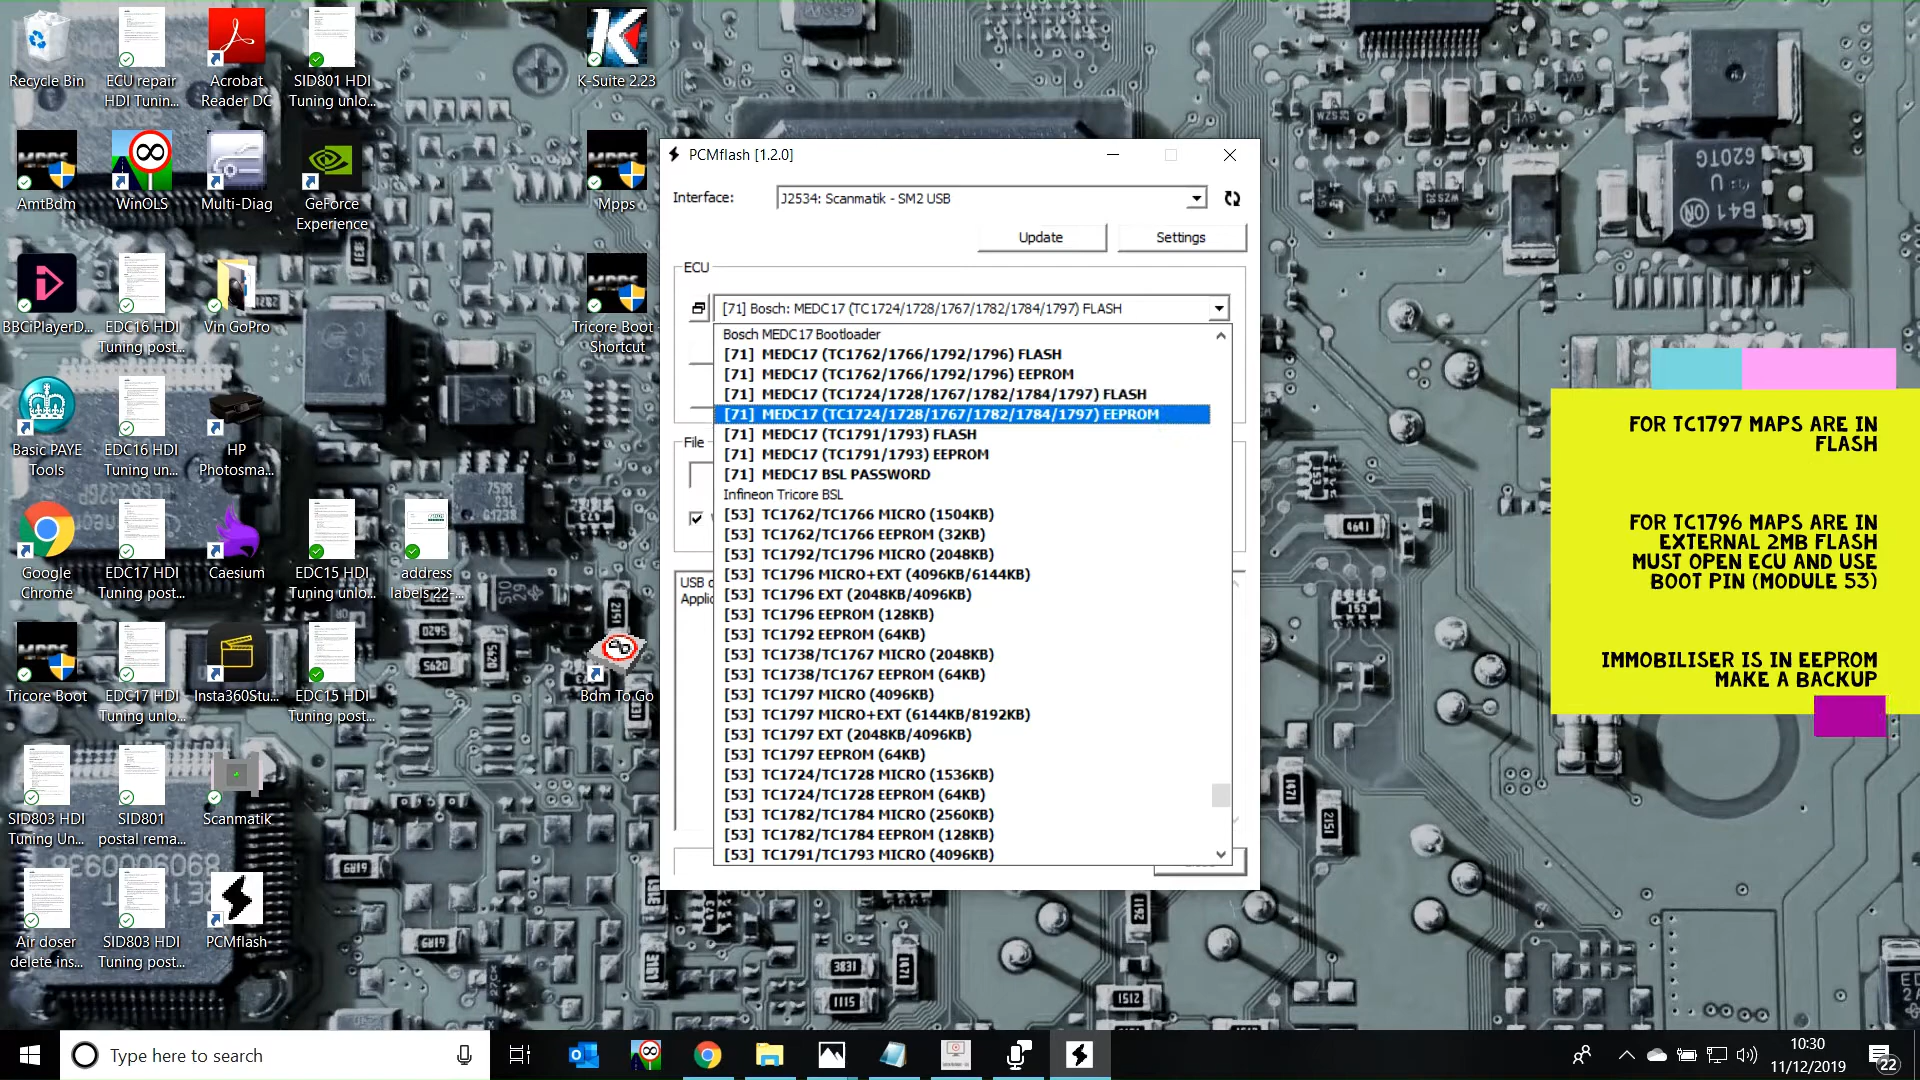 Recycle Bin
ECU repair
HDI Tunin...
Acrobat
Reader DC
SID801 HDI
Tuning unlo...
K-Suite 2.23
AmtBdm
WinOLS
Multi-Diag
GeForce
Experience
Mpps
BBCiPlayerD...
EDC16 HDI
Tuning post...
Vin GoPro
Tricore Boot -
Shortcut
Basic PAYE
Tools
EDC16 HDI
Tuning un...
HP
Photosma...
Google
Chrome
EDC17 HDI
Tuning post...
Caesium
EDC15 HDI
Tuning unlo...
address
labels 22-...
Tricore Boot
EDC17 HDI
Tuning unlo...
Insta360Stu...
EDC15 HDI
Tuning post...
Bdm To Go
SID803 HDI
Tuning Un...
SID801
postal rema...
Scanmatik
Air doser
delete ins...
SID803 HDI
Tuning post...
PCMflash
PCMflash [1.2.0]
Interface:
J2534: Scanmatik - SM2 USB
Update
Settings
ECU
[71] Bosch: MEDC17 (TC1724/1728/1767/1782/1784/1797) FLASH
Bosch MEDC17 Bootloader
[71] MEDC17 (TC1762/1766/1792/1796) FLASH
[71] MEDC17 (TC1762/1766/1792/1796) EEPROM
[71] MEDC17 (TC1724/1728/1767/1782/1784/1797) FLASH
[71] MEDC17 (TC1724/1728/1767/1782/1784/1797) EEPROM
[71] MEDC17 (TC1791/1793) FLASH
[71] MEDC17 (TC1791/1793) EEPROM
[71] MEDC17 BSL PASSWORD
Infineon Tricore BSL
[53] TC1762/TC1766 MICRO (1504KB)
[53] TC1762/TC1766 EEPROM (32KB)
[53] TC1792/TC1796 MICRO (2048KB)
[53] TC1796 MICRO+EXT (4096KB/6144KB)
[53] TC1796 EXT (2048KB/4096KB)
[53] TC1796 EEPROM (128KB)
[53] TC1792 EEPROM (64KB)
[53] TC1738/TC1767 MICRO (2048KB)
[53] TC1738/TC1767 EEPROM (64KB)
[53] TC1797 MICRO (4096KB)
[53] TC1797 MICRO+EXT (6144KB/8192KB)
[53] TC1797 EXT (2048KB/4096KB)
[53] TC1797 EEPROM (64KB)
[53] TC1724/TC1728 MICRO (1536KB)
[53] TC1724/TC1728 EEPROM (64KB)
[53] TC1782/TC1784 MICRO (2560KB)
[53] TC1782/TC1784 EEPROM (128KB)
[53] TC1791/TC1793 MICRO (4096KB)
File
USB
FOR TC1797 MAPS ARE IN
FLASH
FOR TC1796 MAPS ARE IN
EXTERNAL 2MB FLASH
MUST OPEN ECU AND USE
BOOT PIN (MODULE 53)
IMMOBILISER IS IN EEPROM
MAKE A BACKUP
Type here to search
10:30
11/12/2019
22